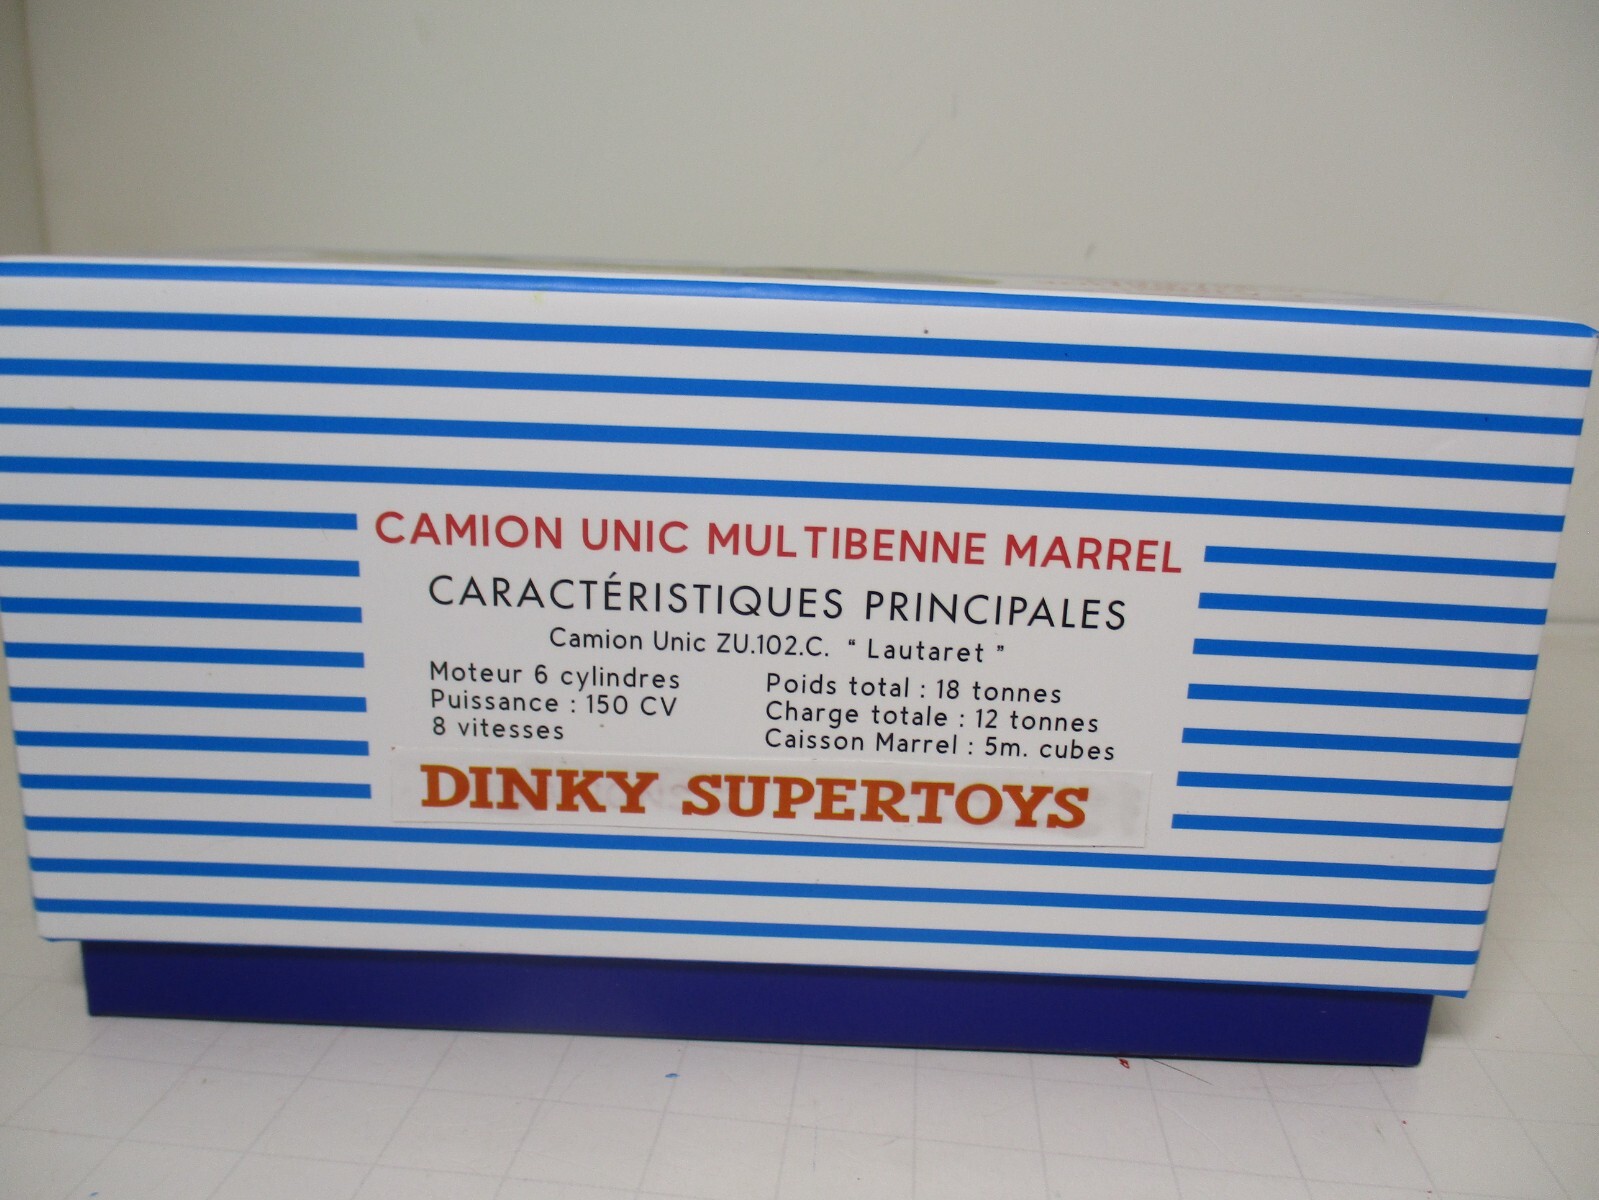 CAMION UNIC MULTIBENNE MARREL
CARACTÉRISTIQUES PRINCIPALES
Camion Unic ZU.102.C. “ Lautaret ”
Moteur 6 cylindres
Puissance : 150 CV
8 vitesses
Poids total : 18 tonnes
Charge totale : 12 tonnes
Caisson Marrel : 5m. cubes
DINKY SUPERTOYS